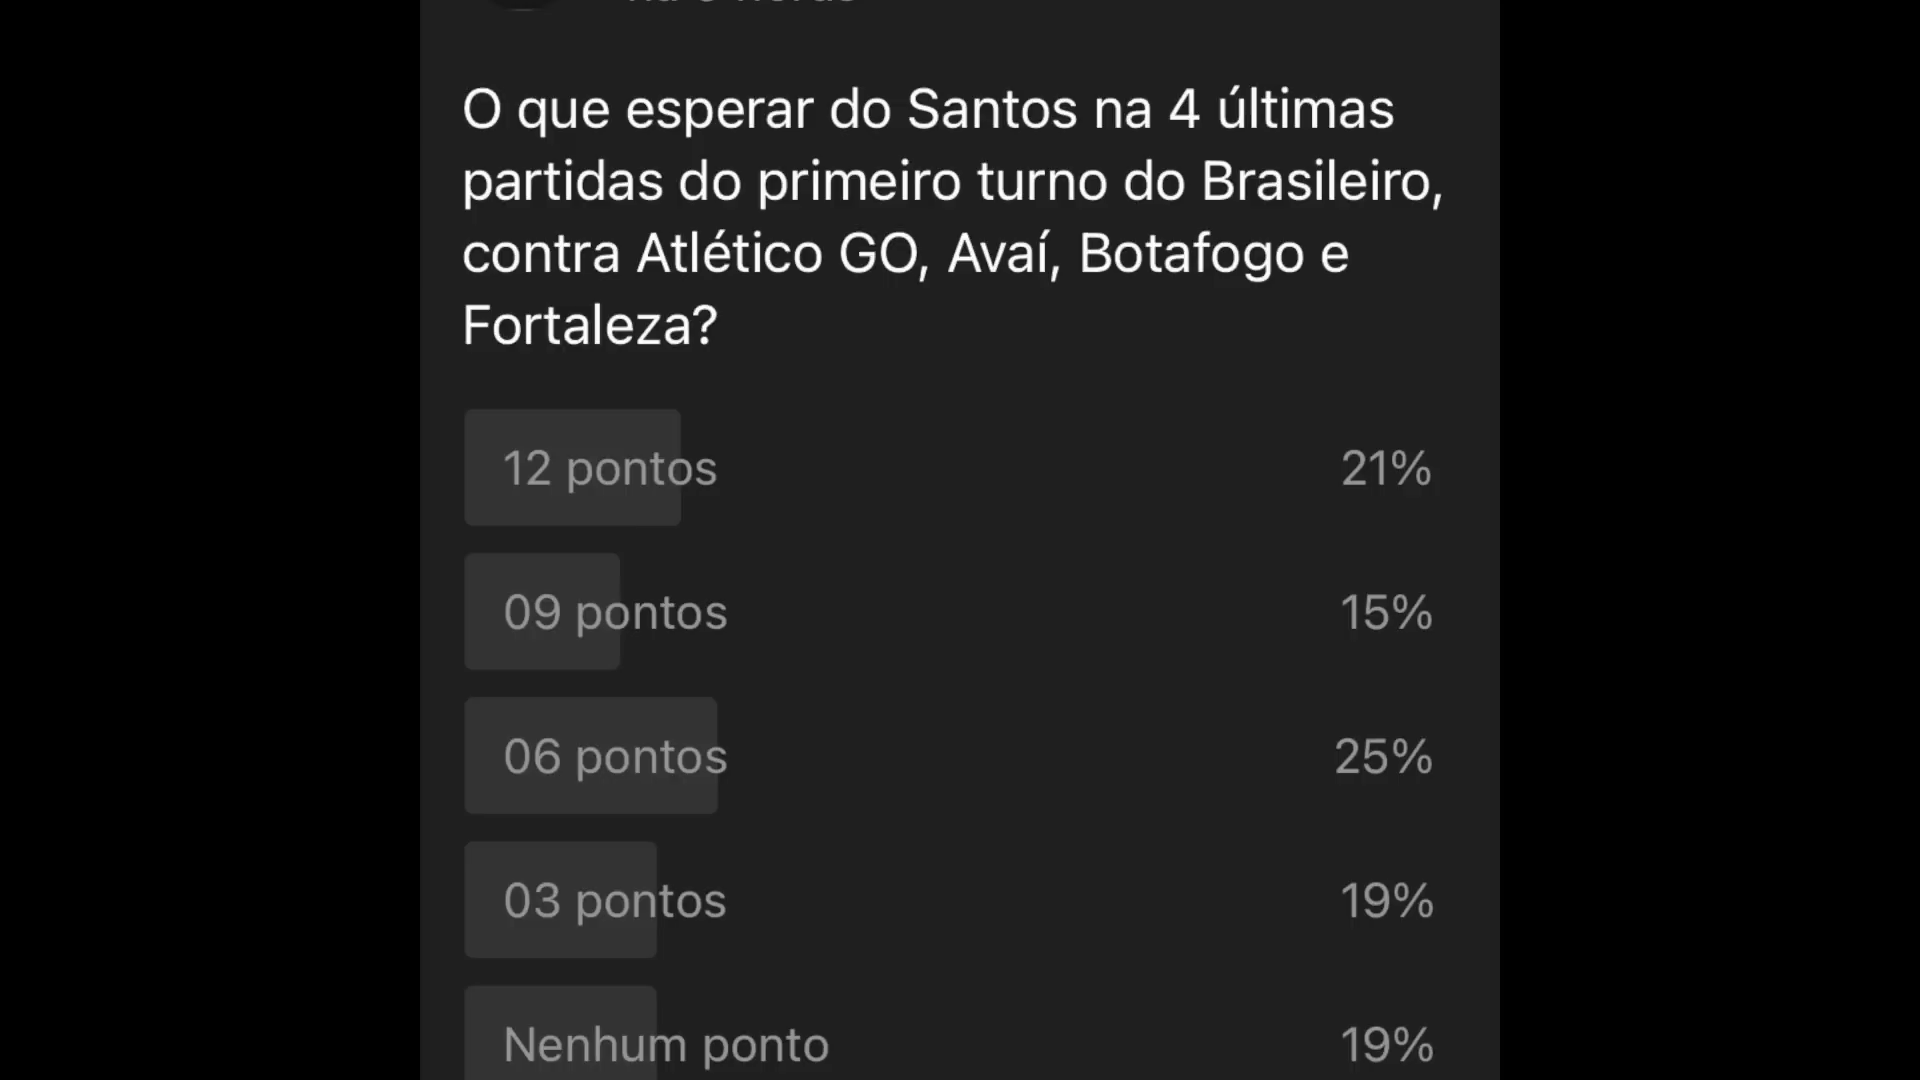 O que esperar do Santos na 4 últimas
partidas do primeiro turno do Brasileiro,
contra Atlético GO, Avaí, Botafogo e
Fortaleza?
12 pontos 21%
09 pontos 15%
06 pontos 25%
03 pontos 19%
Nenhum ponto 19%